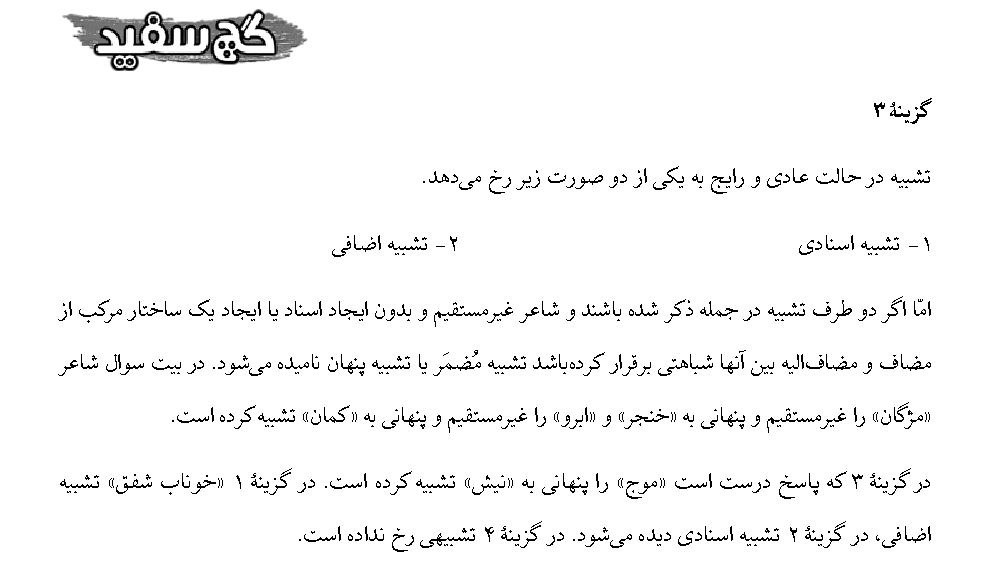 گچ سفید
گزینهٔ ۳
تشبیه در حالت عادی و رایج به یکی از دو صورت زیر رخ می‌دهد.
۱- تشبیه اسنادی ۲- تشبیه اضافی
امّا اگر دو طرف تشبیه در جمله ذکر شده باشند و شاعر غیرمستقیم و بدون ایجاد اسناد یا ایجاد یک ساختار مرکب از
مضاف و مضاف‌الیه بین آنها شباهتی برقرار کرده‌باشد تشبیه مُضمَر یا تشبیه پنهان نامیده می‌شود. در بیت سوال شاعر
«مژگان» را غیرمستقیم و پنهانی به «خنجر» و «ابرو» را غیرمستقیم و پنهانی به «کمان» تشبیه کرده است.
در گزینهٔ ۳ که پاسخ درست است «موج» را پنهانی به «نیش» تشبیه کرده است. در گزینهٔ ۱ «خوناب شفق» تشبیه
اضافی، در گزینهٔ ۲ تشبیه اسنادی دیده می‌شود. در گزینهٔ ۴ تشبیهی رخ نداده است.